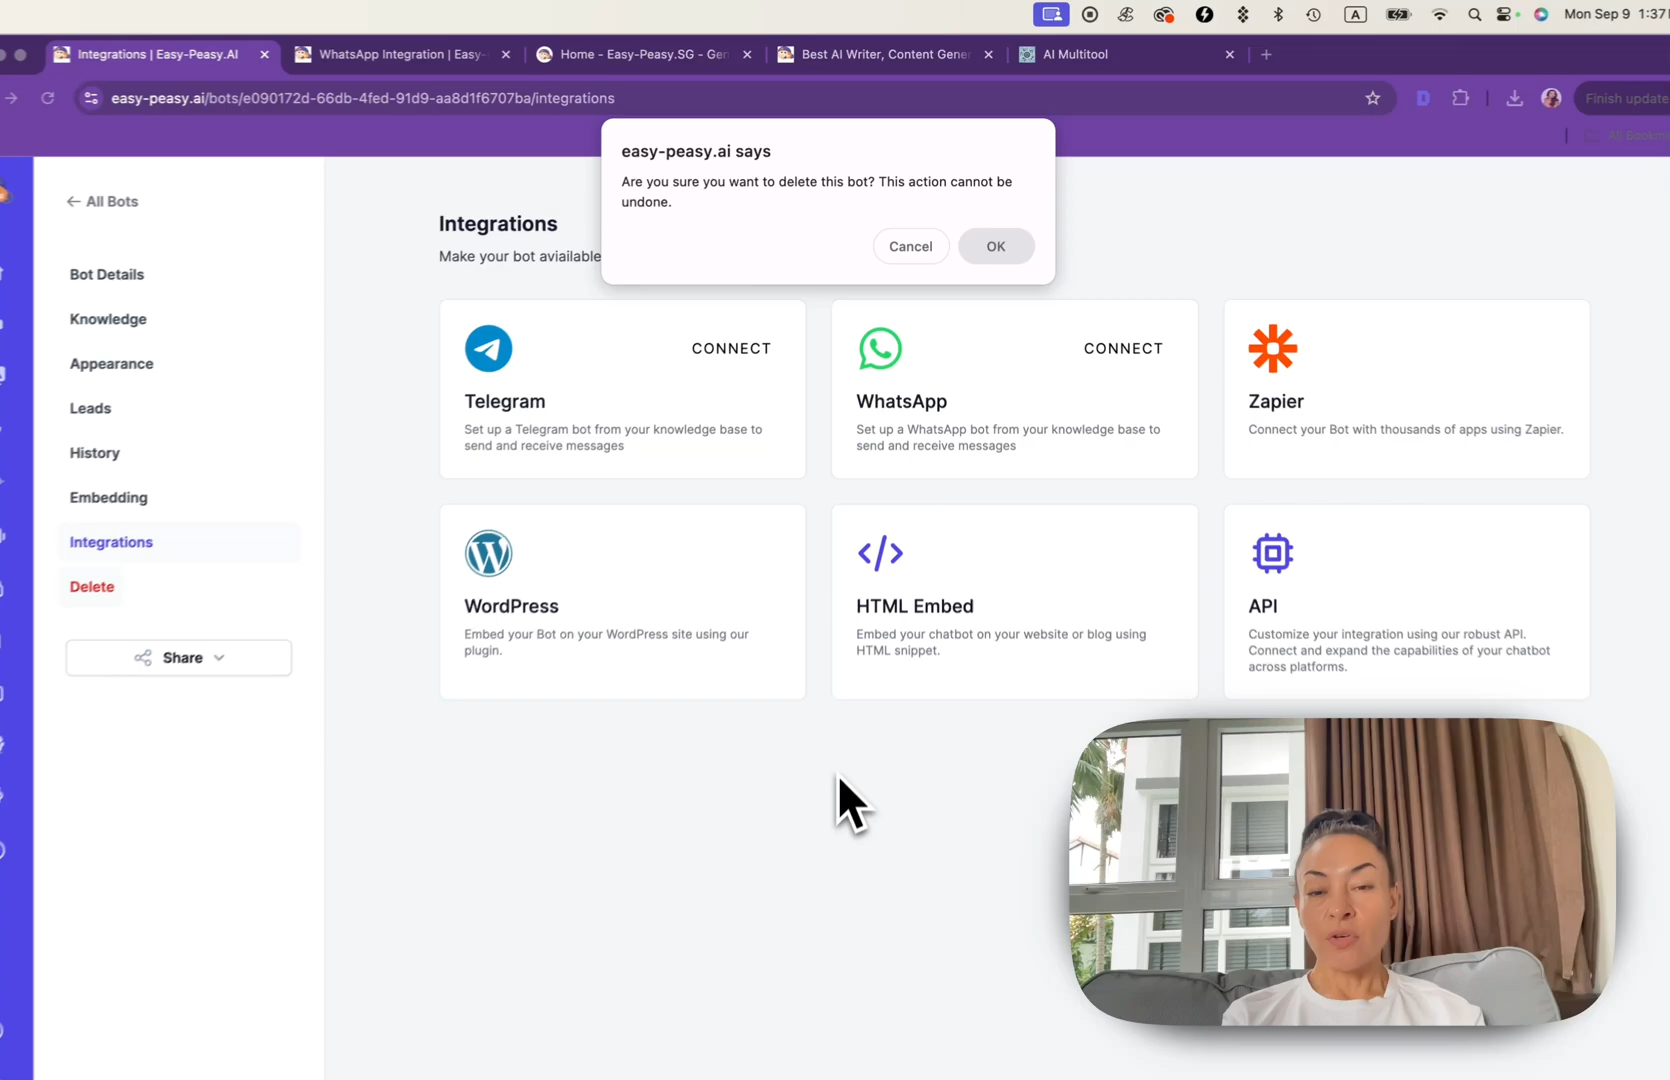 A
Mon Sep 9 1:37
Integrations | Easy-Peasy.AI
WhatsApp Integration | Easy-
Home - Easy-Peasy.SG - Gen
Best AI Writer, Content Gener
AI Multitool
easy-peasy.ai/bots/e090172d-66db-4fed-91d9-aa8d1f6707ba/integrations
Finish update
All Bookm
easy-peasy.ai says
Are you sure you want to delete this bot? This action cannot be
undone.
Cancel
OK
All Bots
Bot Details
Knowledge
Appearance
Leads
History
Embedding
Integrations
Delete
Share
Integrations
Make your bot aviailable
CONNECT
Telegram
Set up a Telegram bot from your knowledge base to
send and receive messages
CONNECT
WhatsApp
Set up a WhatsApp bot from your knowledge base to
send and receive messages
Zapier
Connect your Bot with thousands of apps using Zapier.
WordPress
Embed your Bot on your WordPress site using our
plugin.
HTML Embed
Embed your chatbot on your website or blog using
HTML snippet.
API
Customize your integration using our robust API.
Connect and expand the capabilities of your chatbot
across platforms.